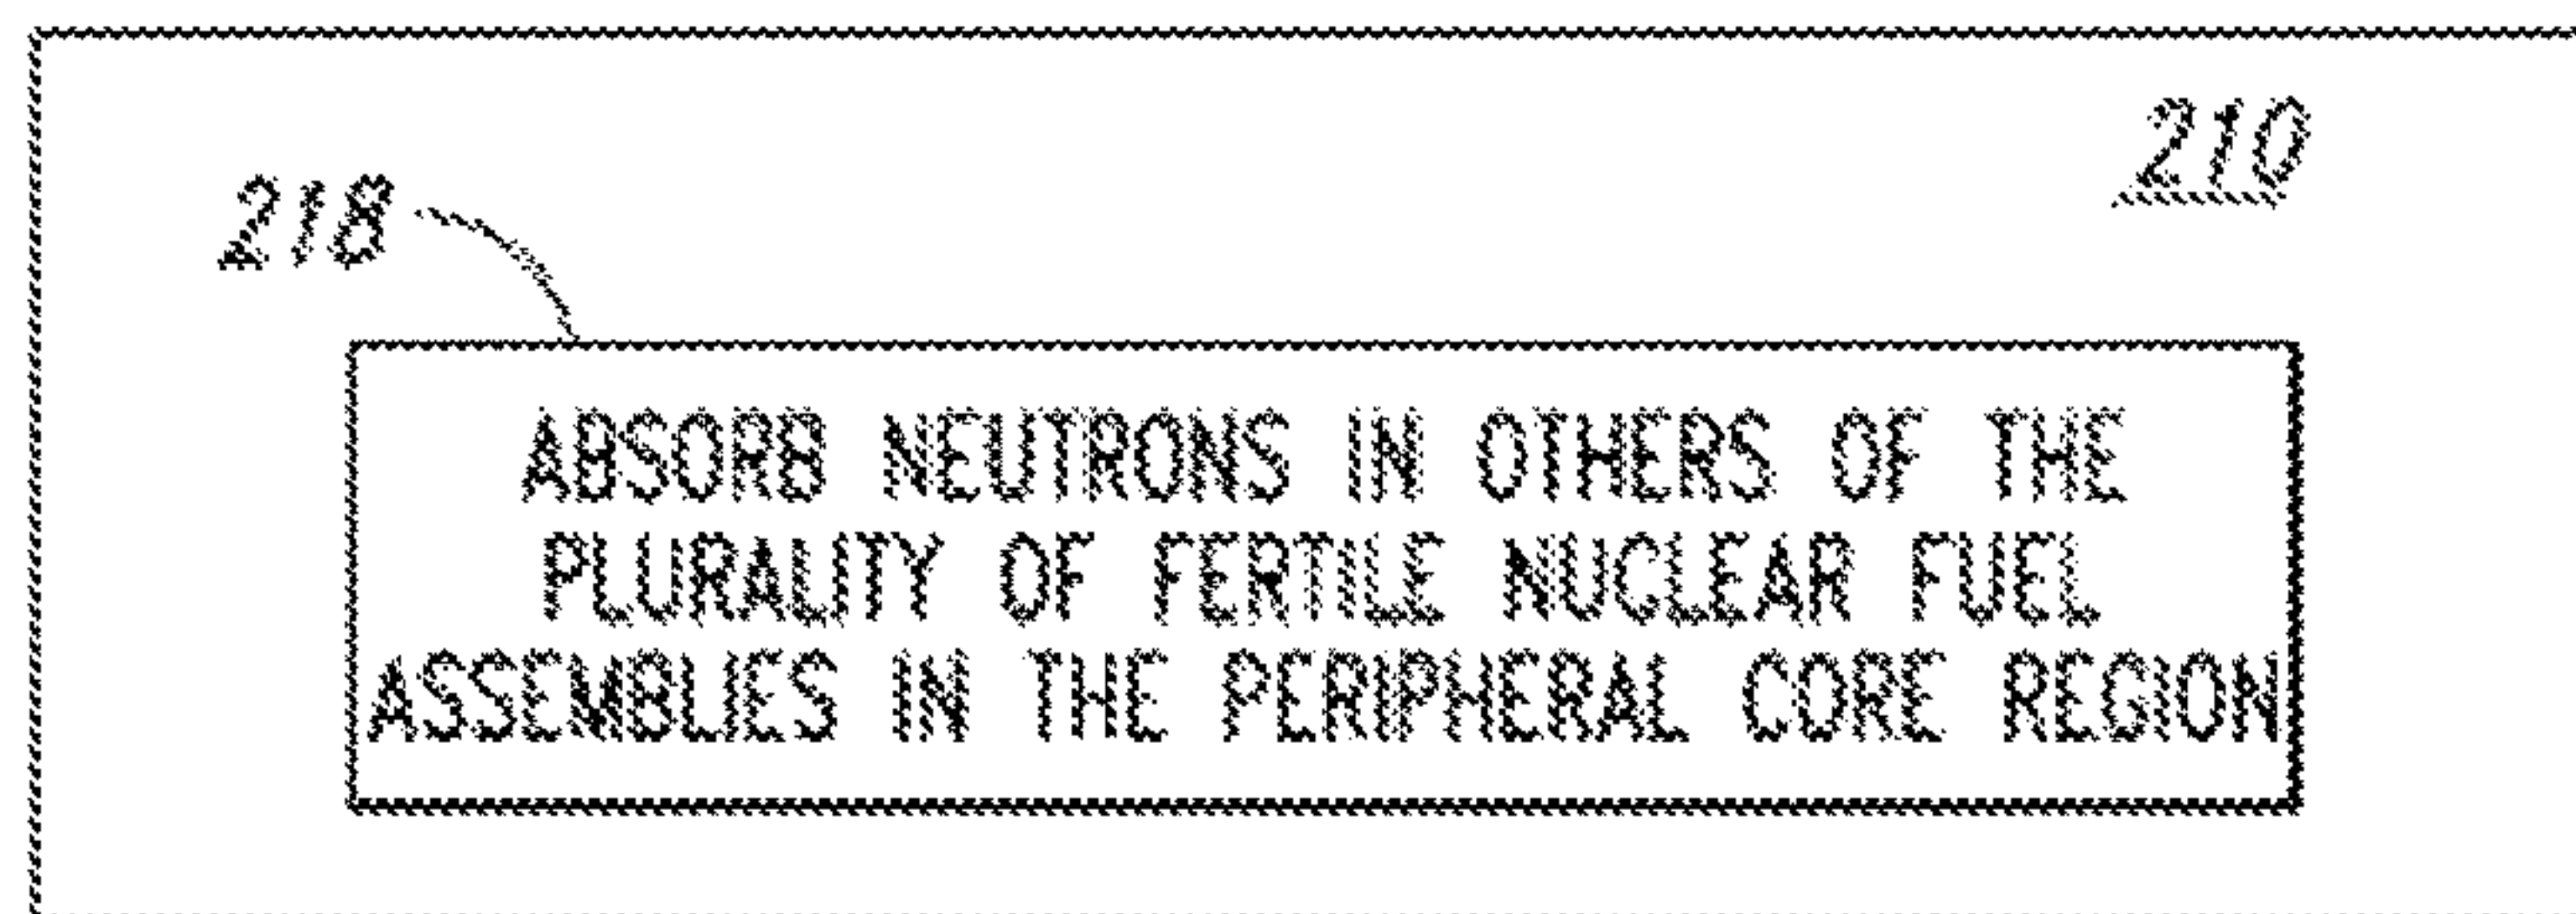 210
218
ABSORB NEUTRONS IN OTHERS OF THE
PLURALITY OF FERTILE NUCLEAR FUEL
ASSEMBLIES IN THE PERIPHERAL CORE REGION